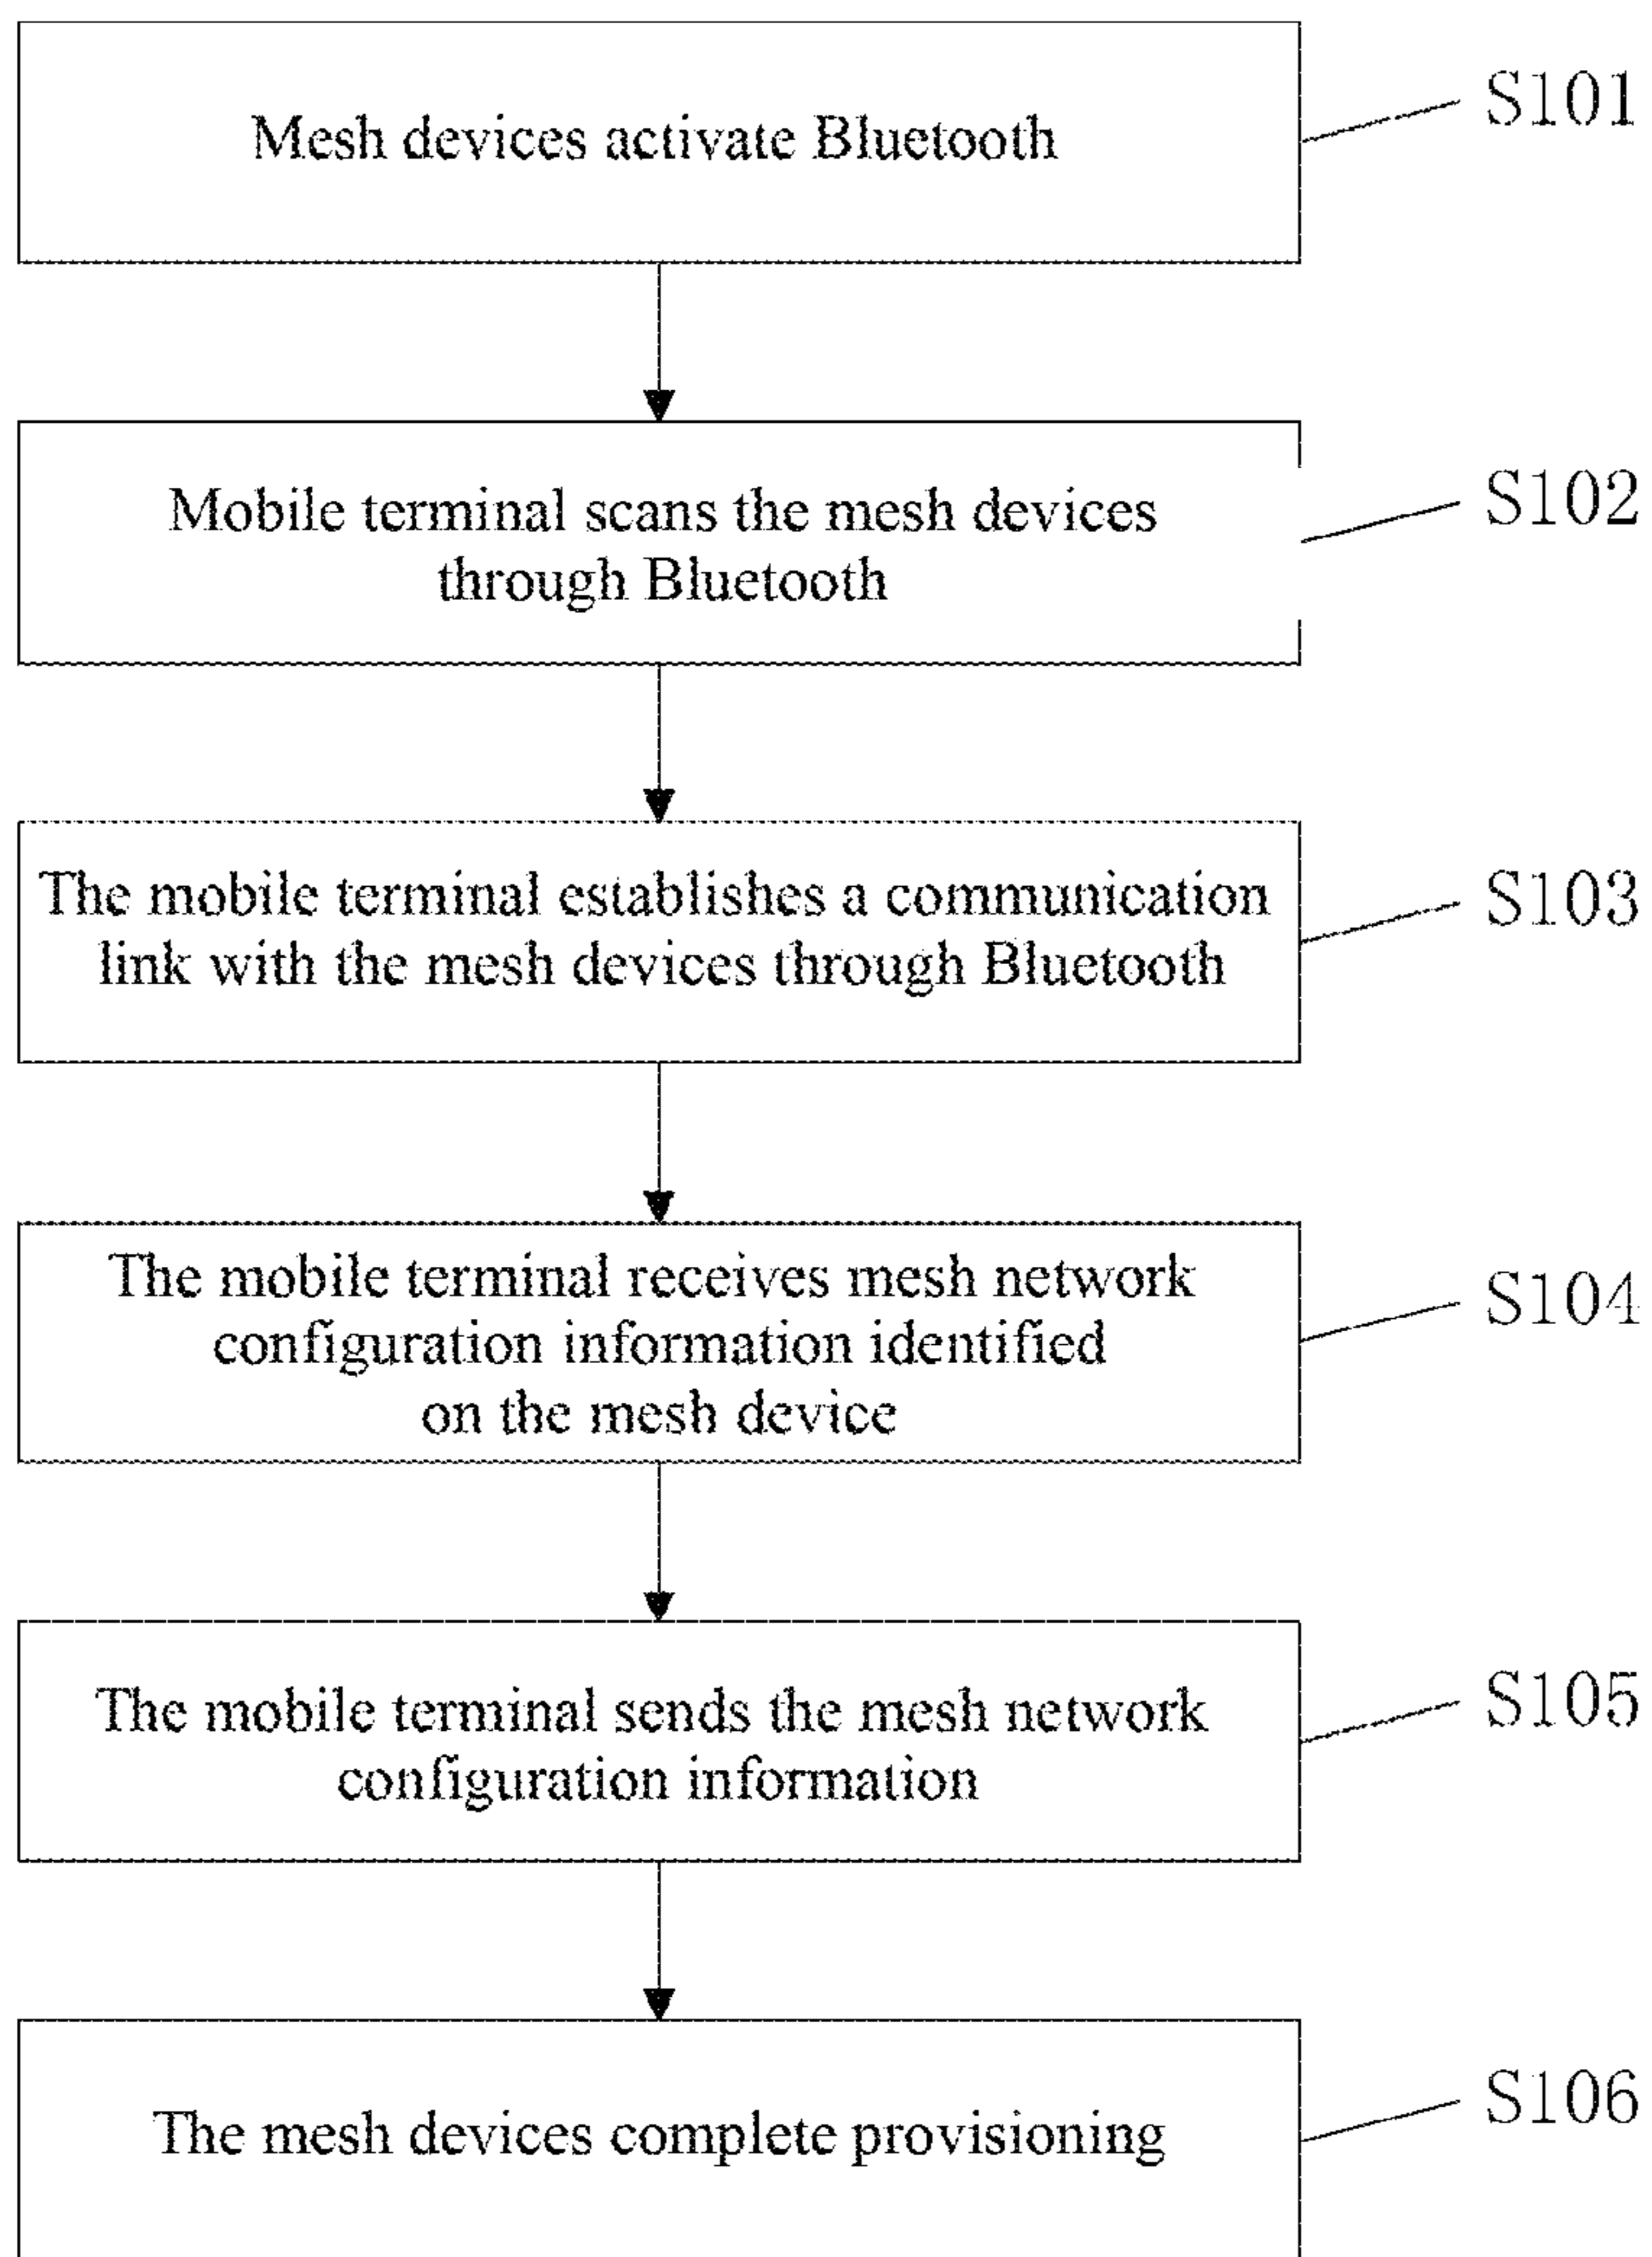 Mesh devices activate Bluetooth
S101
Mobile terminal scans the mesh devices
through Bluetooth
S102
The mobile terminal establishes a communication
link with the mesh devices through Bluetooth
S103
The mobile terminal receives mesh network
configuration information identified
on the mesh device
S104
The mobile terminal sends the mesh network
configuration information
S105
The mesh devices complete provisioning
S106